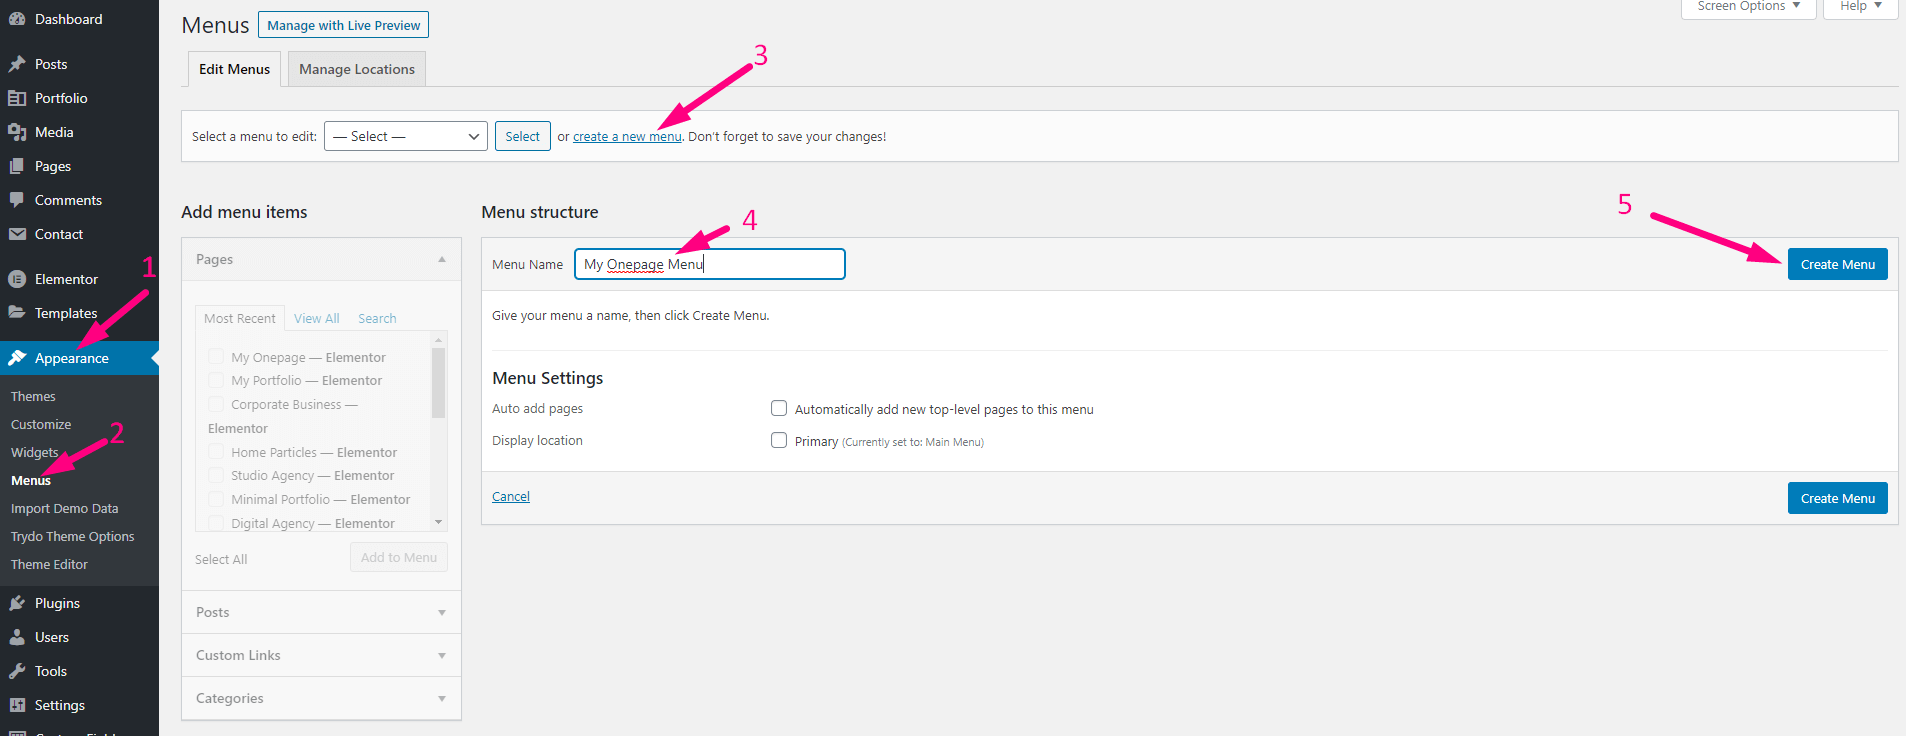 Dashboard
Posts
Portfolio
Media
Pages
Comments
Contact
Elementor
1
Templates
Appearance
Themes
Customize
2
Widgets
Menus
Import Demo Data
Trydo Theme Options
Theme Editor
Plugins
Users
Tools
Settings
Screen Options
Help
Menus
Manage with Live Preview
Edit Menus
Manage Locations
3
Select a menu to edit: — Select — Select or create a new menu. Don't forget to save your changes!
Add menu items
Pages
Most Recent View All Search
My Onepage — Elementor
My Portfolio — Elementor
Corporate Business —
Elementor
Home Particles — Elementor
Studio Agency — Elementor
Minimal Portfolio — Elementor
Digital Agency — Elementor
Select All Add to Menu
Posts
Custom Links
Categories
Menu structure
4
5
Menu Name My Onepage Menu Create Menu
Give your menu a name, then click Create Menu.
Menu Settings
Auto add pages Automatically add new top-level pages to this menu
Display location Primary (Currently set to: Main Menu)
Cancel Create Menu